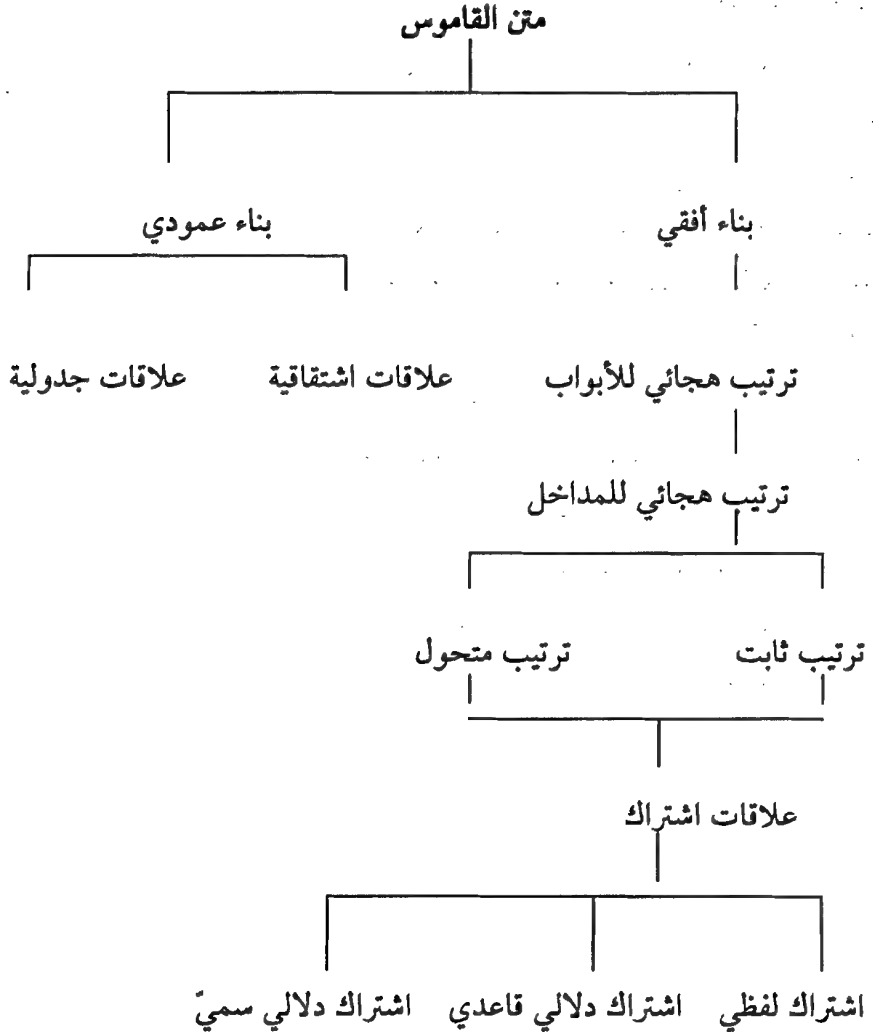 متن القاموس
بناء أفقي بناء عمودي
ترتيب هجائي للأبواب علاقات اشتقاقية علاقات جدولية
ترتيب هجائي للمداخل
ترتيب ثابت ترتيب متحول
علاقات اشتراك
اشتراك لفظي اشتراك دلالي قاعدي اشتراك دلالي سميّ